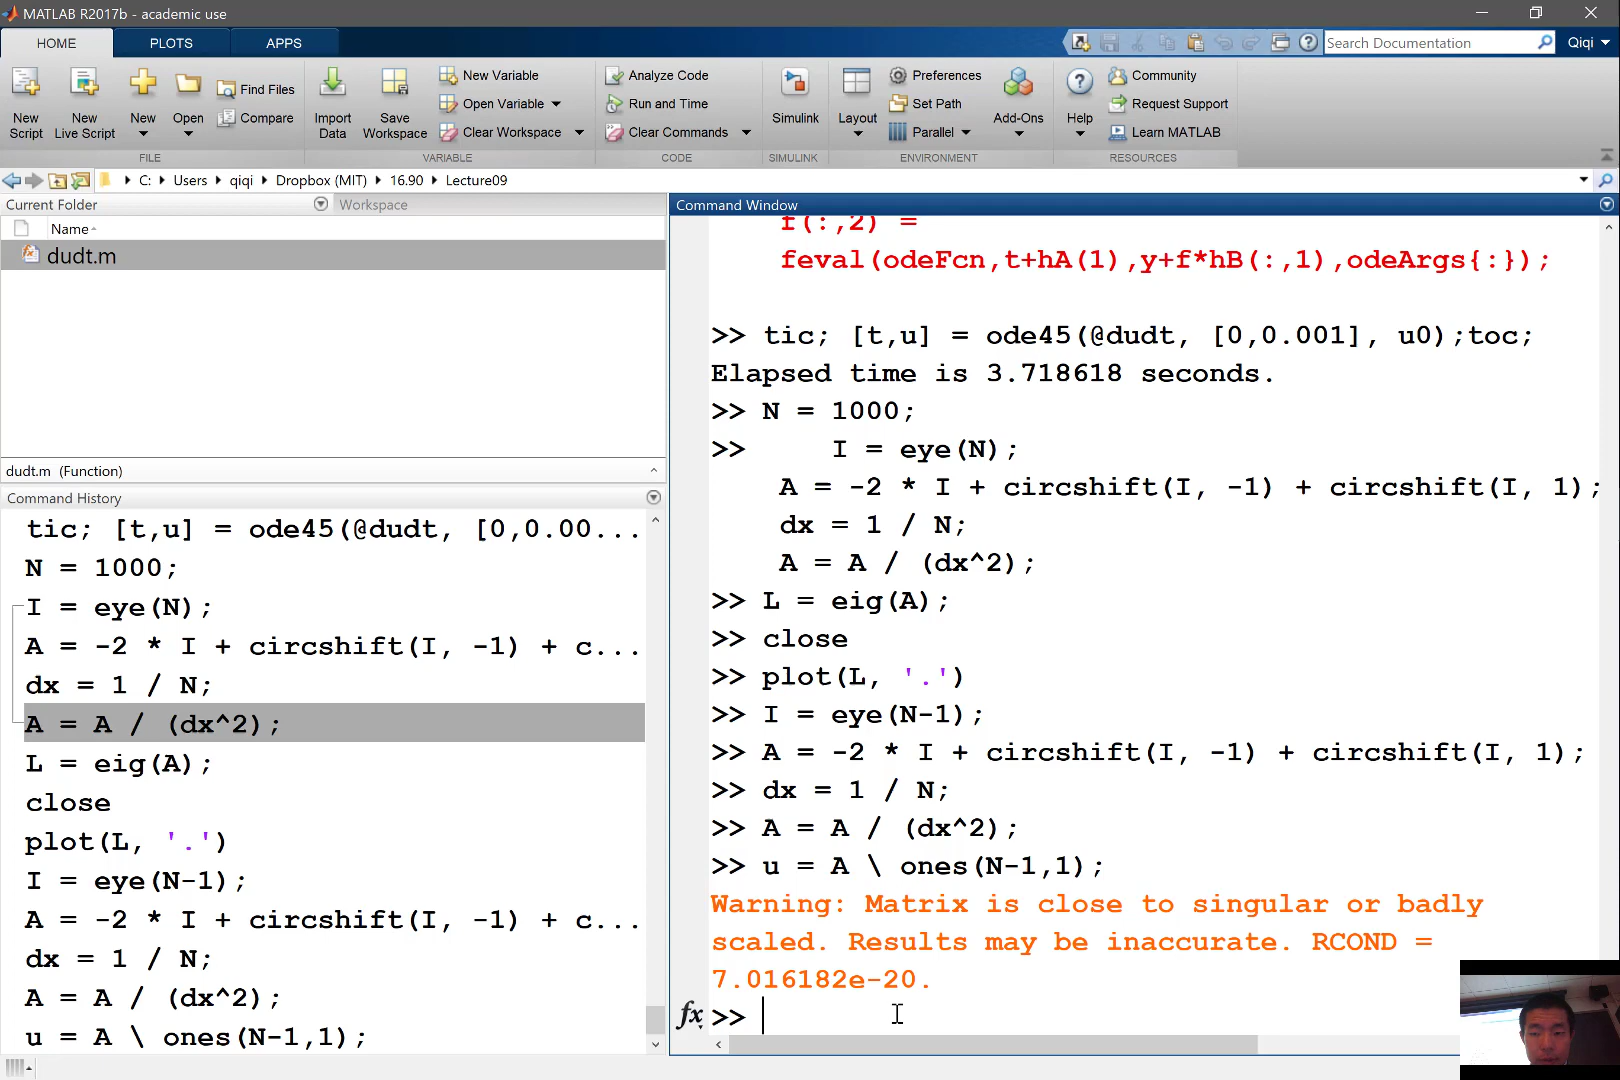 MATLAB R2017b - academic use
HOME
PLOTS
APPS
Search Documentation
Qiqi
New Script
New Live Script
New
Open
Find Files
Compare
Import Data
Save Workspace
New Variable
Open Variable
Clear Workspace
Analyze Code
Run and Time
Clear Commands
Simulink
Layout
Preferences
Set Path
Parallel
Add-Ons
Help
Community
Request Support
Learn MATLAB
FILE
VARIABLE
CODE
SIMULINK
ENVIRONMENT
RESOURCES
C: Users qiqi Dropbox (MIT) 16.90 Lecture09
Current Folder
Workspace
Name
dudt.m
dudt.m (Function)
Command History
tic; [t,u] = ode45(@dudt, [0,0.00...
N = 1000;
I = eye(N);
A = -2 * I + circshift(I, -1) + c...
dx = 1 / N;
A = A / (dx^2);
L = eig(A);
close
plot(L, '.')
I = eye(N-1);
A = -2 * I + circshift(I, -1) + c...
dx = 1 / N;
A = A / (dx^2);
u = A \ ones(N-1,1);
Command Window
f(:,2) =
feval(odeFcn,t+hA(1),y+f*hB(:,1),odeArgs{:});
>> tic; [t,u] = ode45(@dudt, [0,0.001], u0);toc;
Elapsed time is 3.718618 seconds.
>> N = 1000;
>> I = eye(N);
A = -2 * I + circshift(I, -1) + circshift(I, 1);
dx = 1 / N;
A = A / (dx^2);
>> L = eig(A);
>> close
>> plot(L, '.')
>> I = eye(N-1);
>> A = -2 * I + circshift(I, -1) + circshift(I, 1);
>> dx = 1 / N;
>> A = A / (dx^2);
>> u = A \ ones(N-1,1);
Warning: Matrix is close to singular or badly
scaled. Results may be inaccurate. RCOND =
7.016182e-20.
fx >>